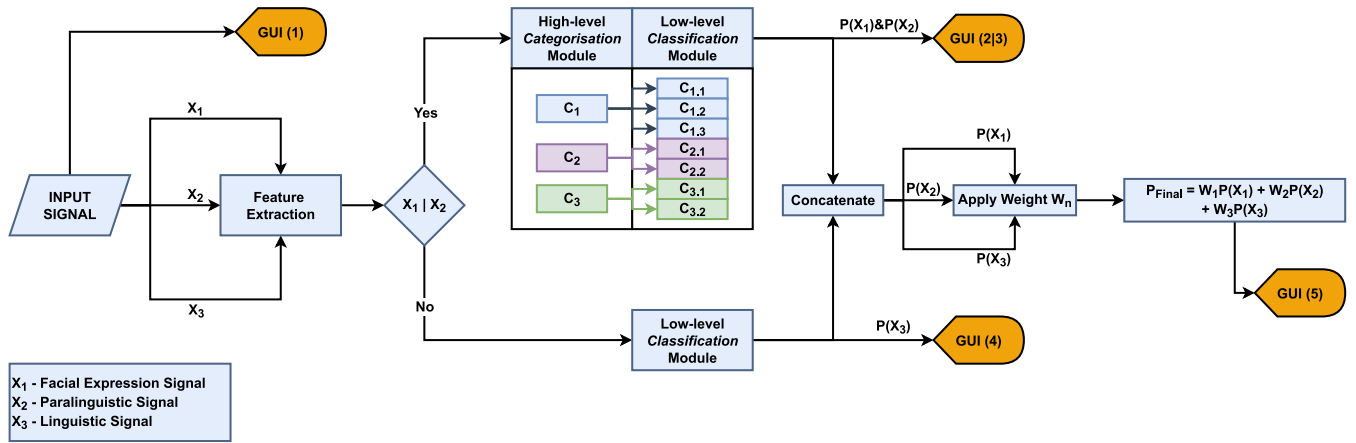 GUI (1)
High-level
Categorisation
Module
Low-level
Classification
Module
P(X1)&P(X2)
GUI (2|3)
C1
C1.1
C1.2
C1.3
C2
C2.1
C2.2
C3
C3.1
C3.2
Yes
X1
X2
X3
INPUT
SIGNAL
Feature
Extraction
X1 | X2
No
Concatenate
P(X1)
P(X2)
P(X3)
Apply Weight Wn
PFinal = W1P(X1) + W2P(X2)
+ W3P(X3)
GUI (5)
Low-level
Classification
Module
P(X3)
GUI (4)
X1 - Facial Expression Signal
X2 - Paralinguistic Signal
X3 - Linguistic Signal